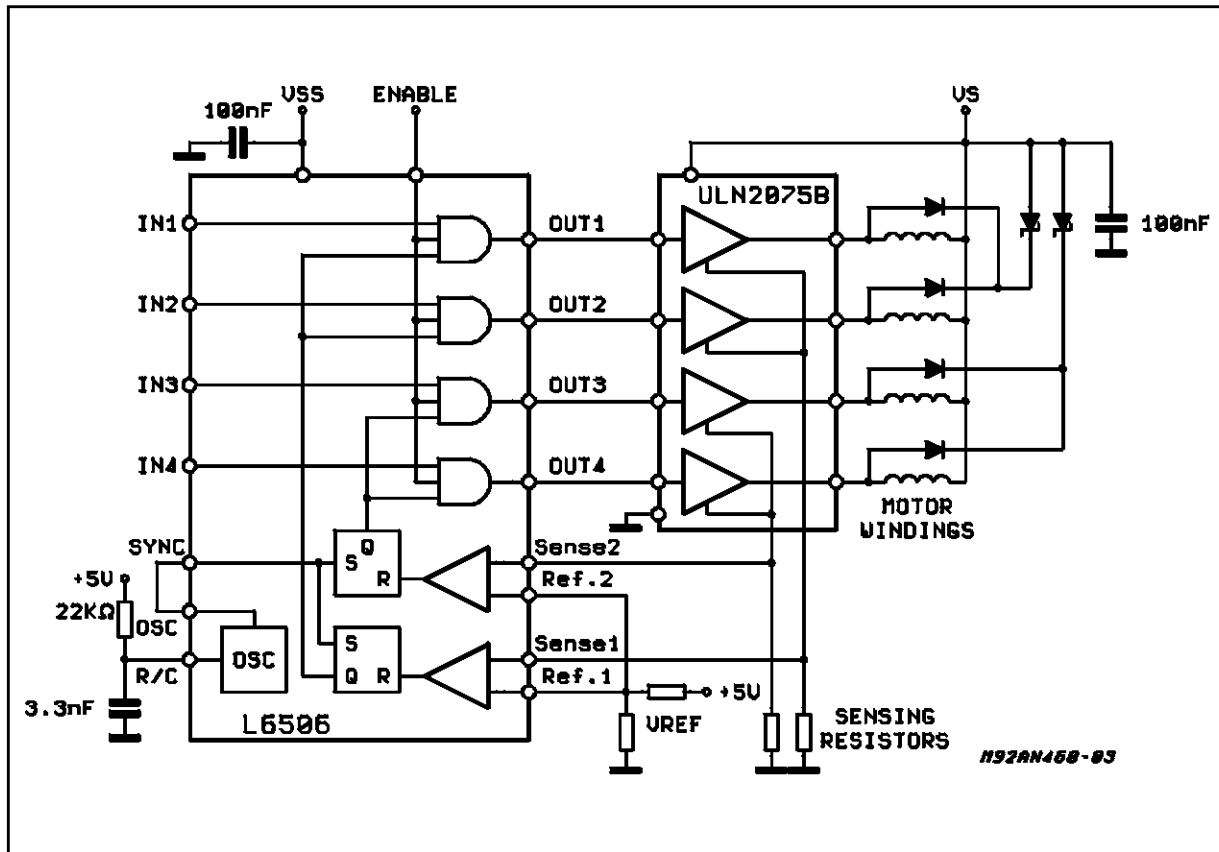 100nF
VSS
ENABLE
VS
ULN2075B
100nF
IN1
OUT1
IN2
OUT2
IN3
OUT3
IN4
OUT4
MOTOR
WINDINGS
SYNC
S
Q
R
Sense2
Ref.2
+5V
22KΩ
OSC
OSC
R/C
S
Q
R
Sense1
Ref.1
+5V
3.3nF
L6506
VREF
SENSING
RESISTORS
M92AN468-03